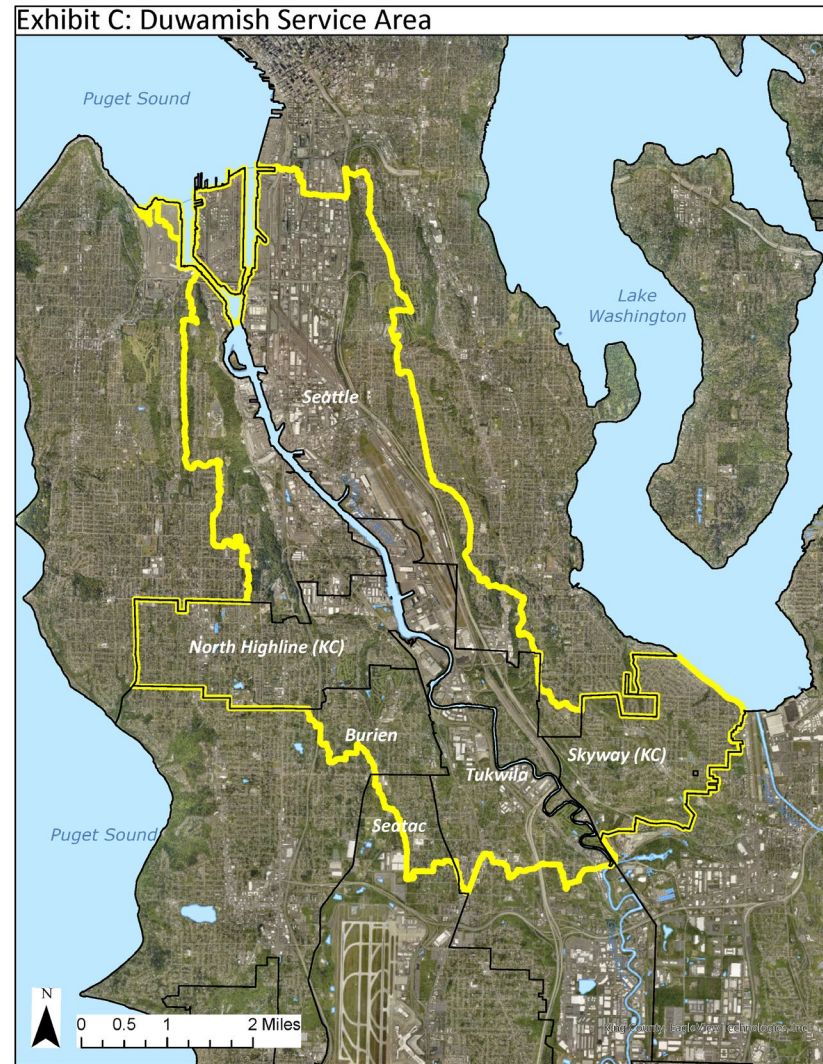 Exhibit C: Duwamish Service Area
Puget Sound
Lake
Washington
Seattle
North Highline (KC)
Burien
Skyway (KC)
Tukwila
Seatac
Puget Sound
N
0 0.5 1 2 Miles
King County, EagleView Technologies, Inc.